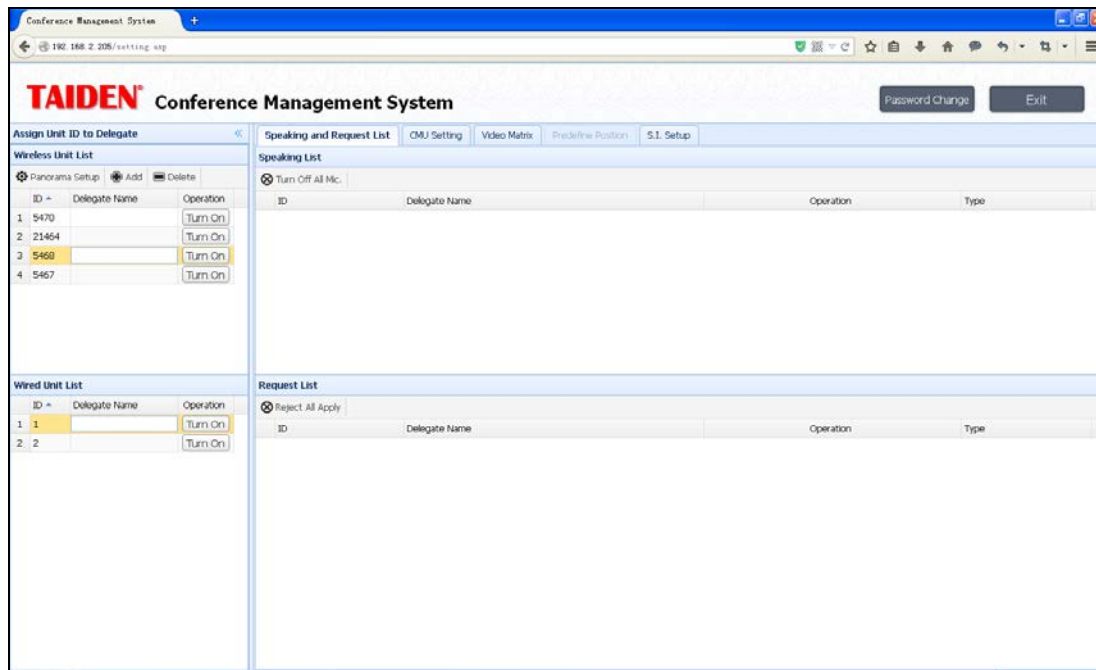 Conference Management System
192.168.2.205/setting.asp
TAIDEN® Conference Management System
Password Change
Exit
Assign Unit ID to Delegate
Speaking and Request List
CMU Setting
Video Matrix
Predefine Position
S.I. Setup
Wireless Unit List
Speaking List
Panorama Setup
Add
Delete
Turn Off All Mic.
ID Delegate Name Operation
ID Delegate Name Operation Type
1 5470 Turn On
2 21464 Turn On
3 5468 Turn On
4 5467 Turn On
Wired Unit List
Request List
ID Delegate Name Operation
Reject All Apply
1 1 Turn On
ID Delegate Name Operation Type
2 2 Turn On